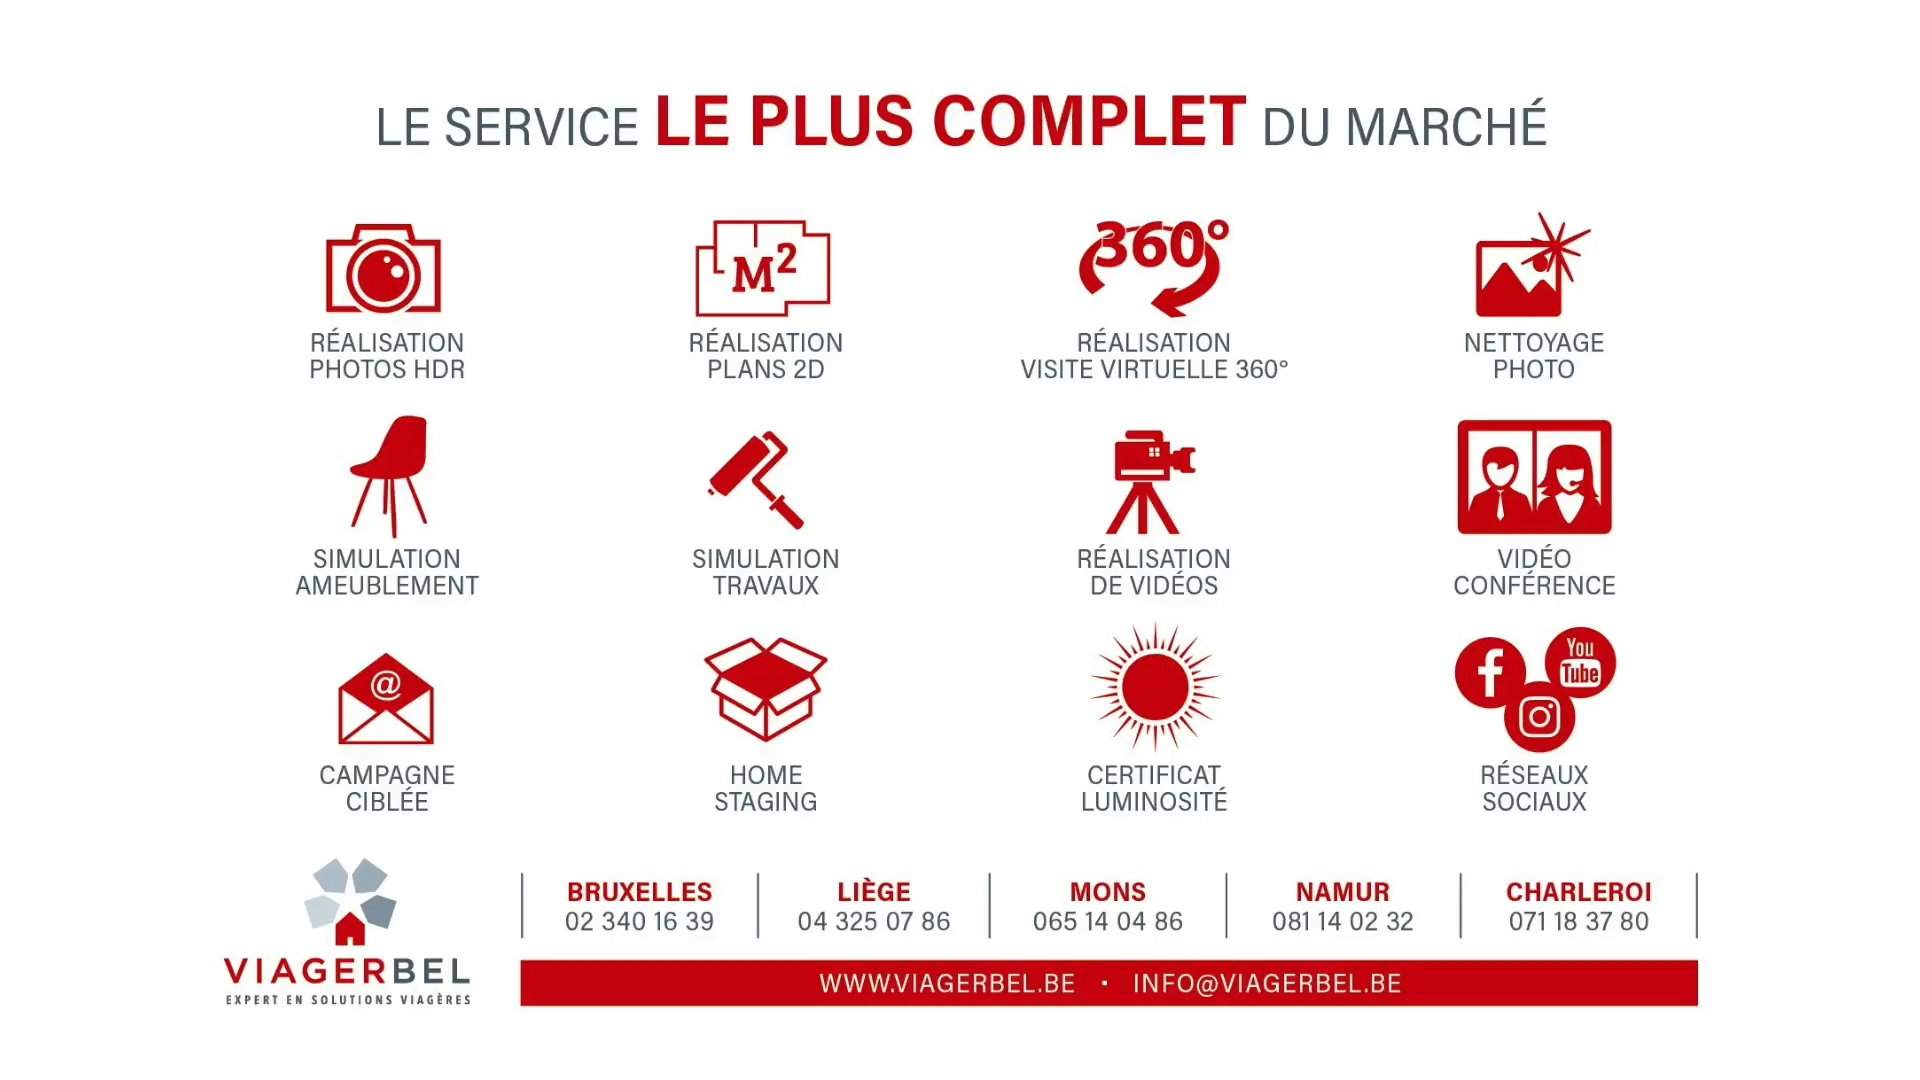 LE SERVICE LE PLUS COMPLET DU MARCHÉ
M²
360°
RÉALISATION
PHOTOS HDR
RÉALISATION
PLANS 2D
RÉALISATION
VISITE VIRTUELLE 360°
NETTOYAGE
PHOTO
SIMULATION
AMEUBLEMENT
SIMULATION
TRAVAUX
RÉALISATION
DE VIDÉOS
VIDÉO
CONFÉRENCE
@
f
You
Tube
CAMPAGNE
CIBLÉE
HOME
STAGING
CERTIFICAT
LUMINOSITÉ
RÉSEAUX
SOCIAUX
VIAGERBEL
EXPERT EN SOLUTIONS VIAGÈRES
BRUXELLES
02 340 16 39
LIÈGE
04 325 07 86
MONS
065 14 04 86
NAMUR
081 14 02 32
CHARLEROI
071 18 37 80
WWW.VIAGERBEL.BE · INFO@VIAGERBEL.BE